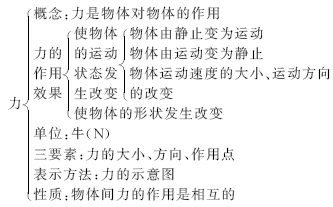 力
概念:力是物体对物体的作用
力的
作用
效果
使物体
的运动
状态发
生改变
物体由静止变为运动
物体由运动变为静止
物体运动速度的大小、运动方向
的改变
使物体的形状发生改变
单位:牛(N)
三要素:力的大小、方向、作用点
表示方法:力的示意图
性质:物体间力的作用是相互的